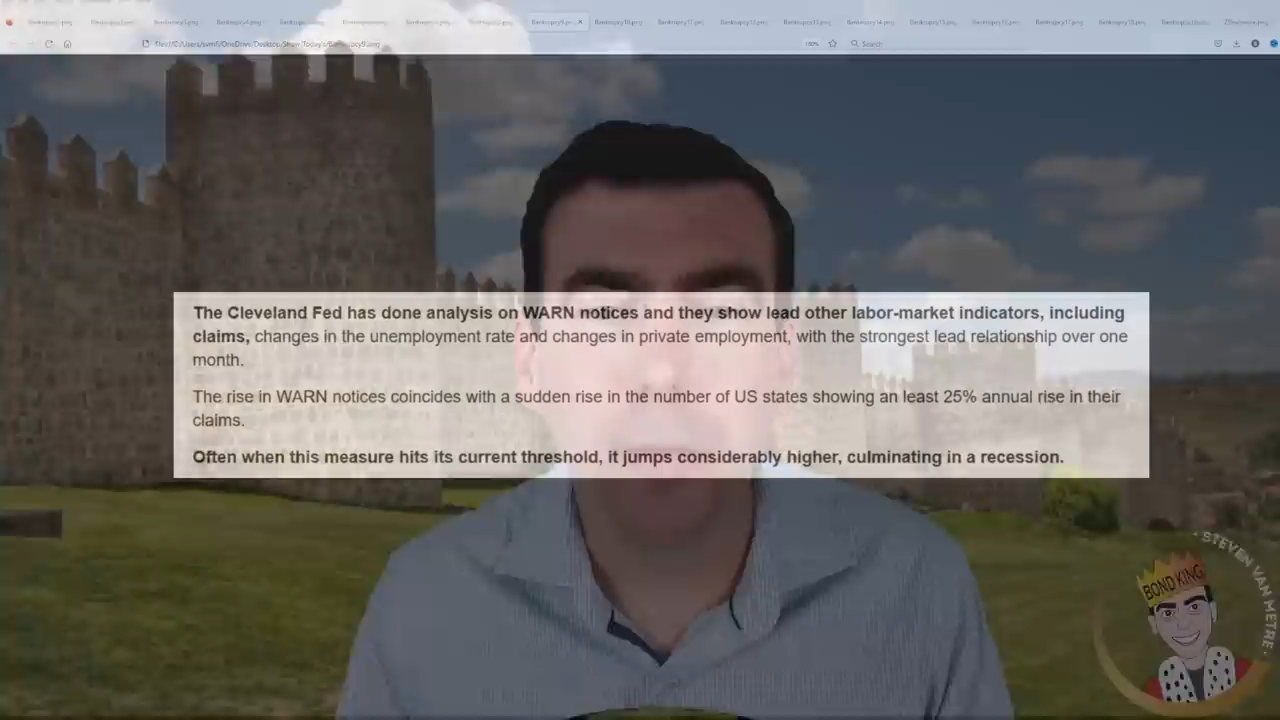 100%
Search
The Cleveland Fed has done analysis on WARN notices and they show lead other labor-market indicators, including
claims, changes in the unemployment rate and changes in private employment, with the strongest lead relationship over one
month.
The rise in WARN notices coincides with a sudden rise in the number of US states showing an least 25% annual rise in their
claims.
Often when this measure hits its current threshold, it jumps considerably higher, culminating in a recession.
· STEVEN VAN METRE ·
BOND KING